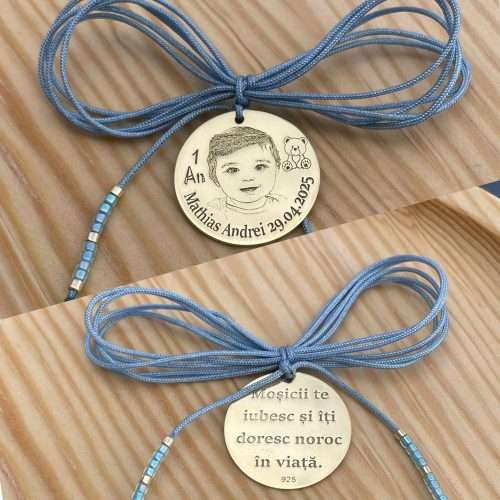 1
An
Mathias Andrei 29.04.2025
Moșicii te
iubesc și îți
doresc noroc
în viață.
925